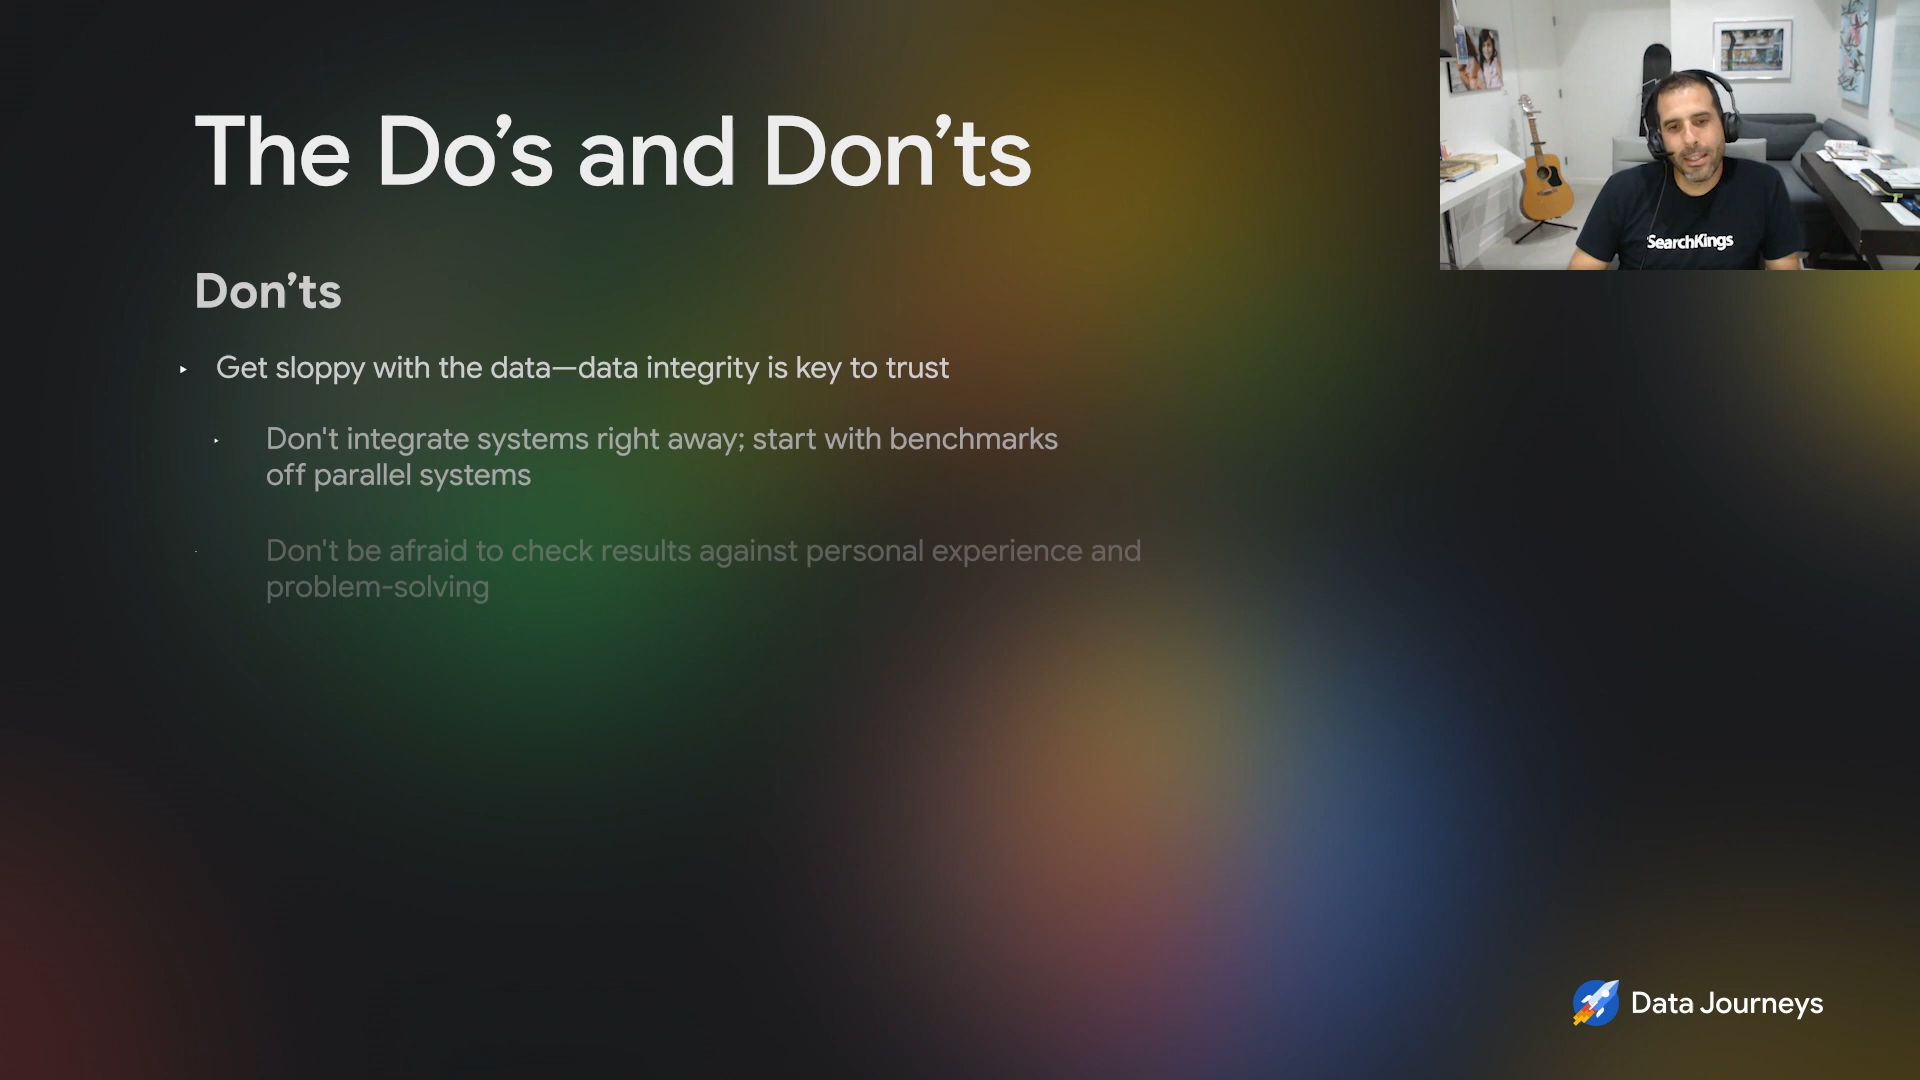 The Do’s and Don’ts
Don’ts
Get sloppy with the data—data integrity is key to trust
Don't integrate systems right away; start with benchmarks
off parallel systems
Don't be afraid to check results against personal experience and
problem-solving
SearchKings
Data Journeys